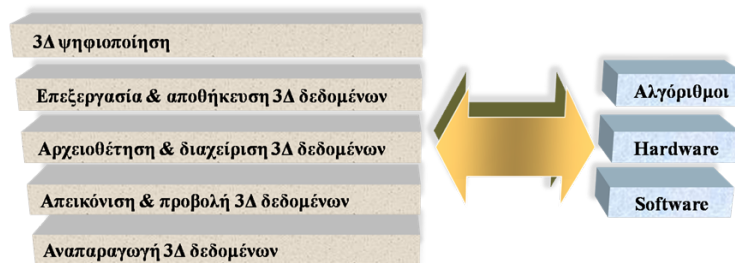 3Δ ψηφιοποίηση
Επεξεργασία & αποθήκευση 3Δ δεδομένων
Αρχειοθέτηση & διαχείριση 3Δ δεδομένων
Απεικόνιση & προβολή 3Δ δεδομένων
Αναπαραγωγή 3Δ δεδομένων
Αλγόριθμοι
Hardware
Software